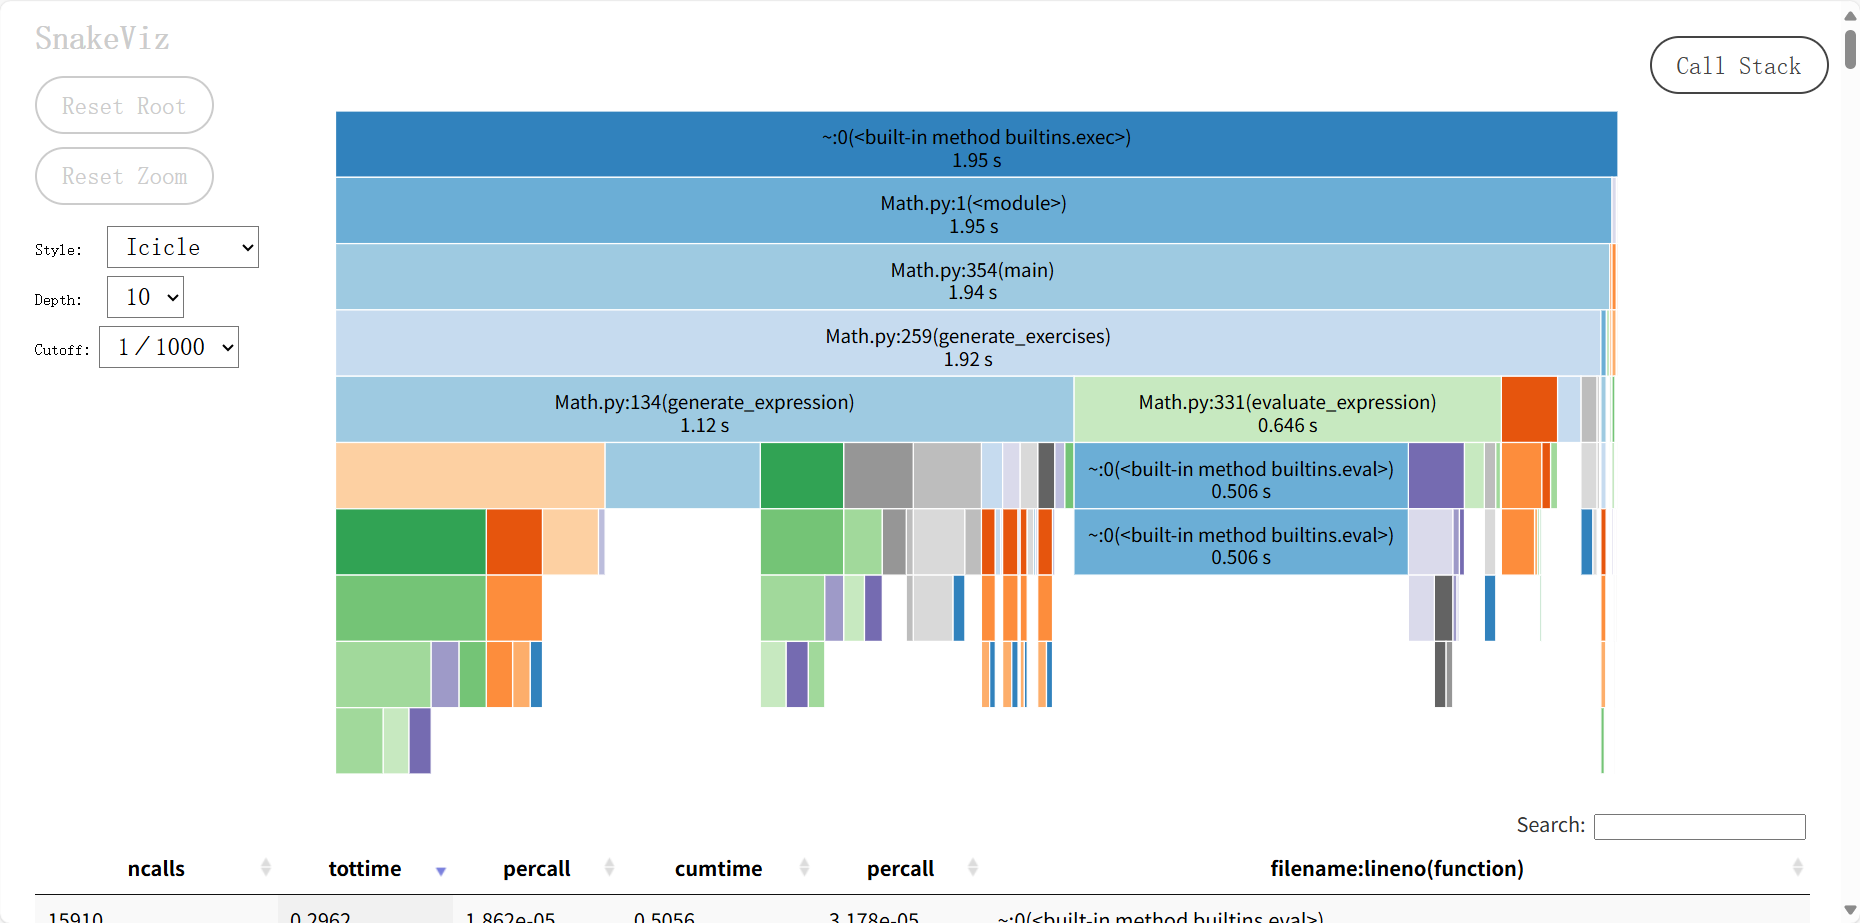 SnakeViz
Reset Root
Reset Zoom
Style: Icicle
Depth: 10
Cutoff: 1/1000
Call Stack
~:0(<built-in method builtins.exec>)
1.95 s
Math.py:1(<module>)
1.95 s
Math.py:354(main)
1.94 s
Math.py:259(generate_exercises)
1.92 s
Math.py:134(generate_expression)
1.12 s
Math.py:331(evaluate_expression)
0.646 s
~:0(<built-in method builtins.eval>)
0.506 s
~:0(<built-in method builtins.eval>)
0.506 s
Search:
ncalls tottime percall cumtime percall filename:lineno(function)
15910 0.2962 1.862e-05 0.5056 3.178e-05 ~:0(<built-in method builtins.eval>)